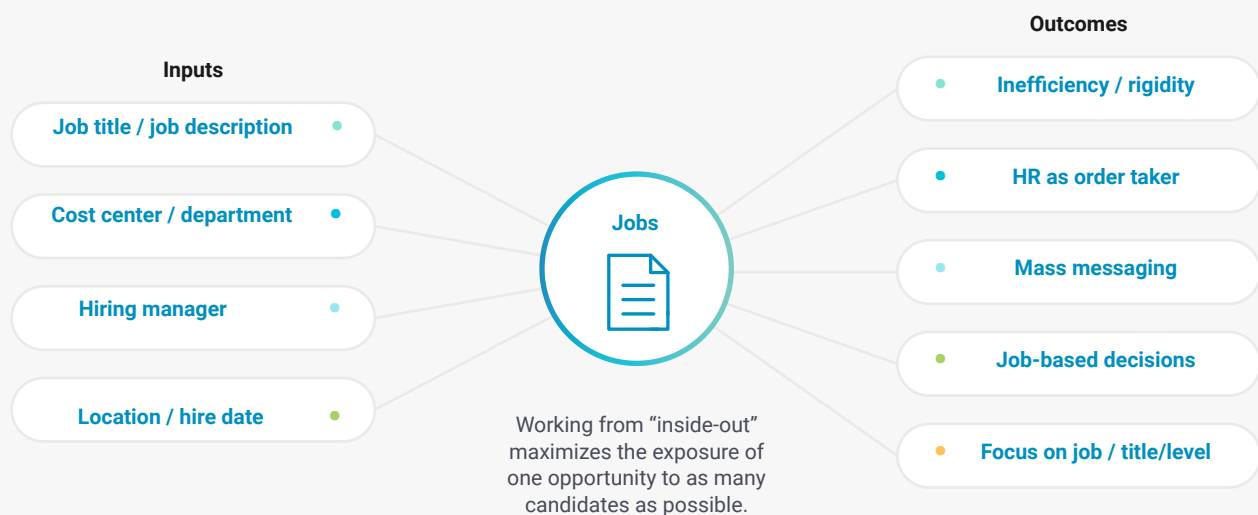 Inputs
Job title / job description
Cost center / department
Hiring manager
Location / hire date
Jobs
Working from “inside-out”
maximizes the exposure of
one opportunity to as many
candidates as possible.
Outcomes
Inefficiency / rigidity
HR as order taker
Mass messaging
Job-based decisions
Focus on job / title/level